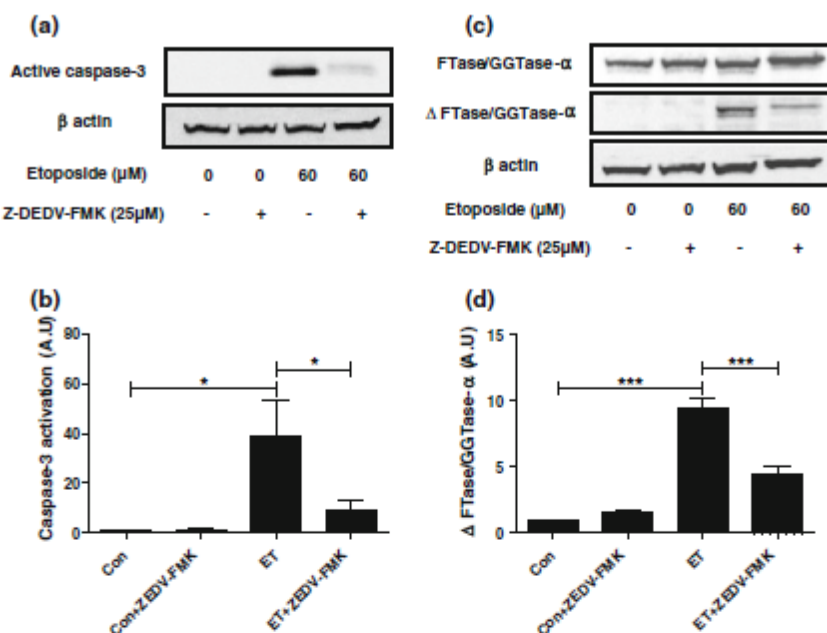 (a)
Active caspase-3
β actin
Etoposide (μM) 0 0 60 60
Z-DEDV-FMK (25μM) - + - +
(c)
FTase/GGTase-α
Δ FTase/GGTase-α
β actin
Etoposide (μM) 0 0 60 60
Z-DEDV-FMK (25μM) - + - +
(b)
Caspase-3 activation (A.U)
80
60
40
20
0
* *
Con
Con+ZEDV-FMK
ET
ET+ZEDV-FMK
(d)
Δ FTase/GGTase-α (A.U)
15
10
5
0
*** ***
Con
Con+ZEDV-FMK
ET
ET+ZEDV-FMK